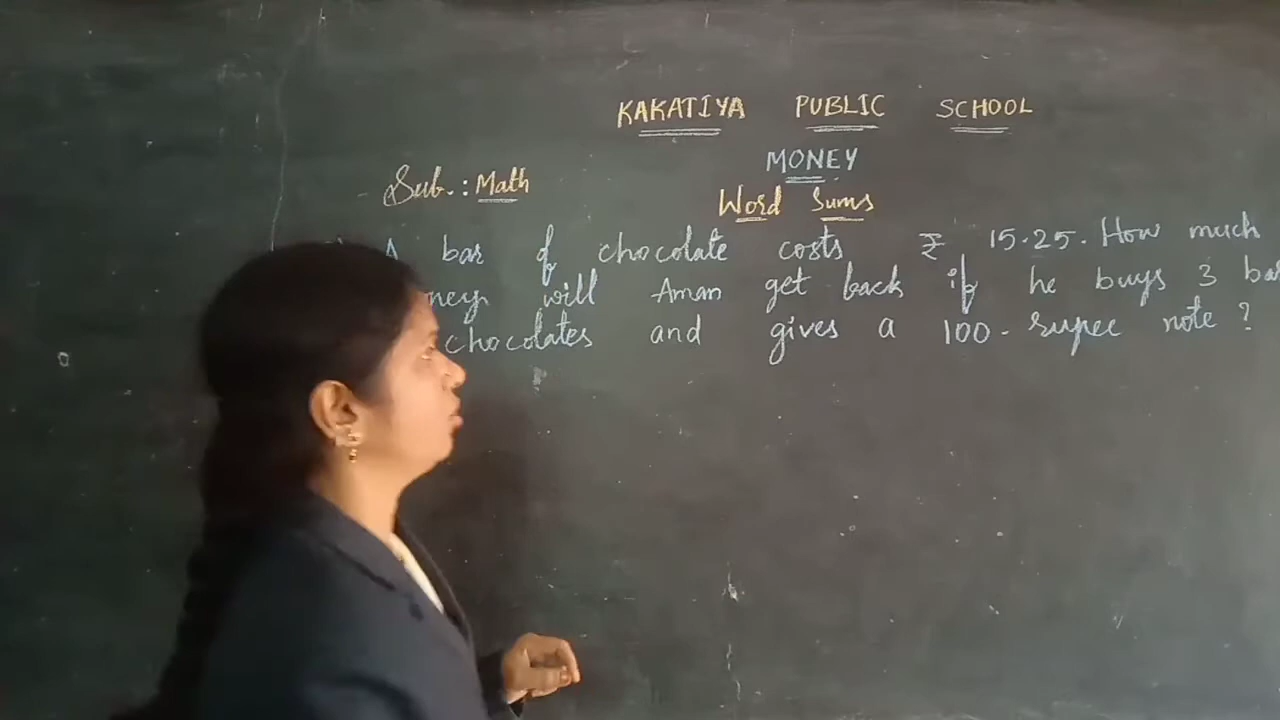 KAKATIYA PUBLIC SCHOOL
MONEY
Sub. : Math
Word Sums
A bar of chocolate costs ₹ 15.25. How much
will Aman get back if he buys 3
chocolates and gives a 100-rupee note ?